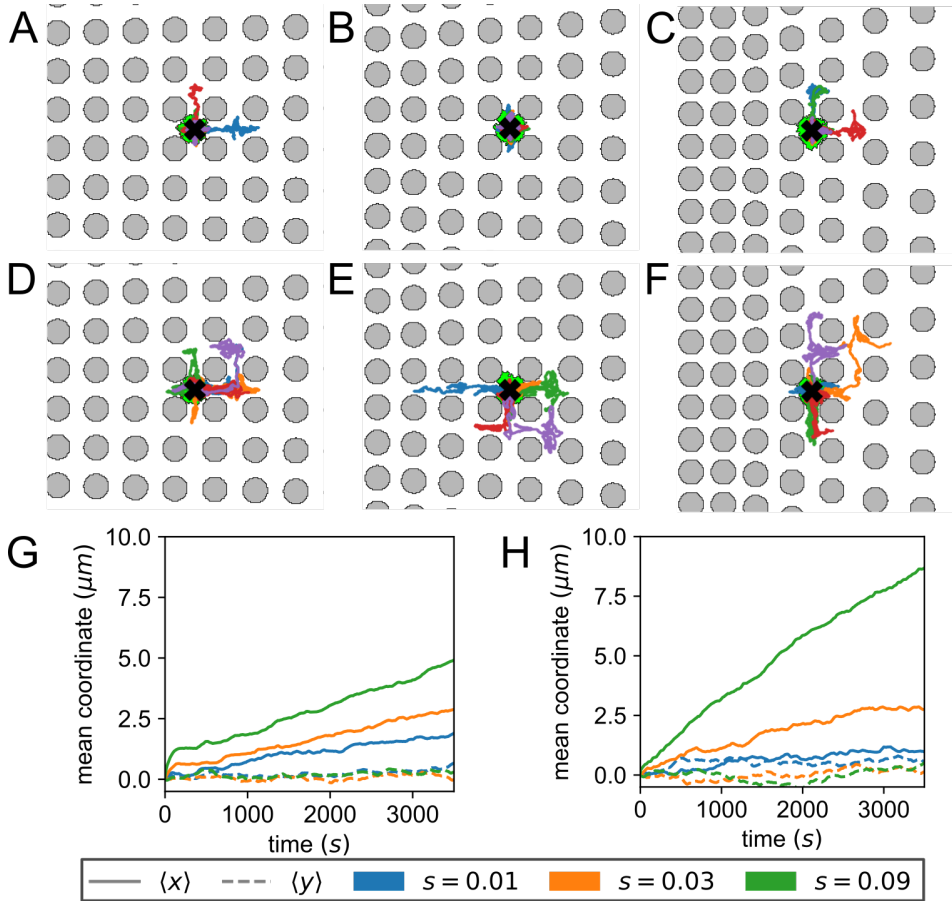 A
B
C
D
E
F
G
H
10.0
7.5
5.0
2.5
0.0
mean coordinate (μm)
0
1000
2000
3000
time (s)
10.0
7.5
5.0
2.5
0.0
mean coordinate (μm)
0
1000
2000
3000
time (s)
⟨x⟩ ⟨y⟩ s = 0.01 s = 0.03 s = 0.09